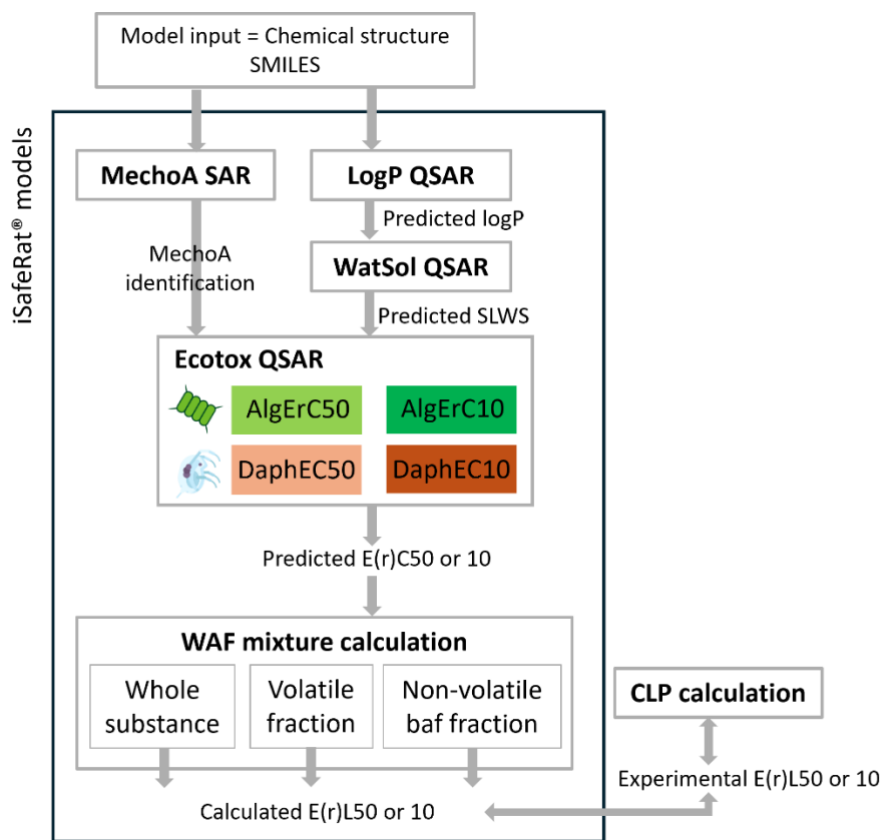 Model input = Chemical structure
SMILES
iSafeRat® models
MechoA SAR
LogP QSAR
Predicted logP
MechoA
identification
WatSol QSAR
Predicted SLWS
Ecotox QSAR
AlgErC50
AlgErC10
DaphEC50
DaphEC10
Predicted E(r)C50 or 10
WAF mixture calculation
Whole
substance
Volatile
fraction
Non-volatile
baf fraction
CLP calculation
Experimental E(r)L50 or 10
Calculated E(r)L50 or 10